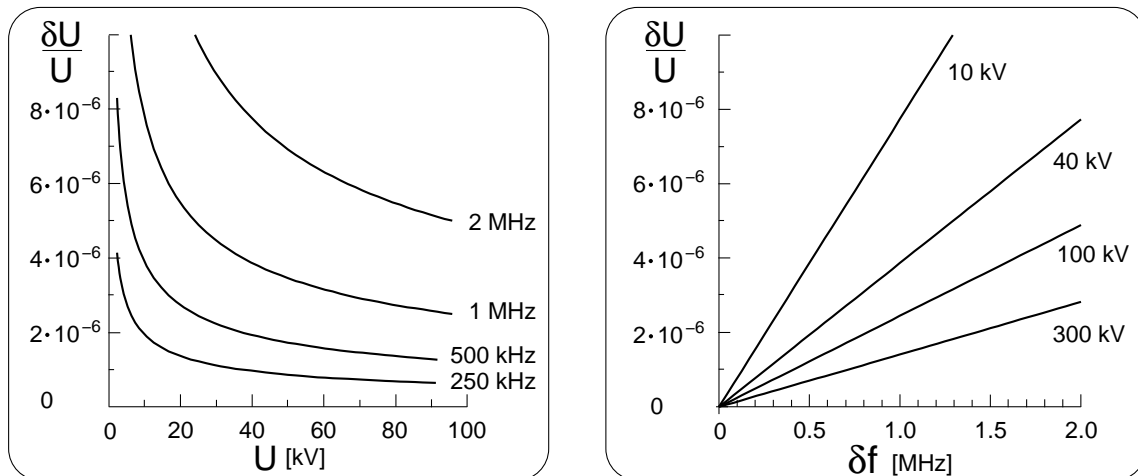 δU
U
8·10⁻⁶
6·10⁻⁶
4·10⁻⁶
2·10⁻⁶
0
2 MHz
1 MHz
500 kHz
250 kHz
0 20 40 60 80 100
U [kV]
δU
U
8·10⁻⁶
6·10⁻⁶
4·10⁻⁶
2·10⁻⁶
0
10 kV
40 kV
100 kV
300 kV
0 0.5 1.0 1.5 2.0
δf [MHz]